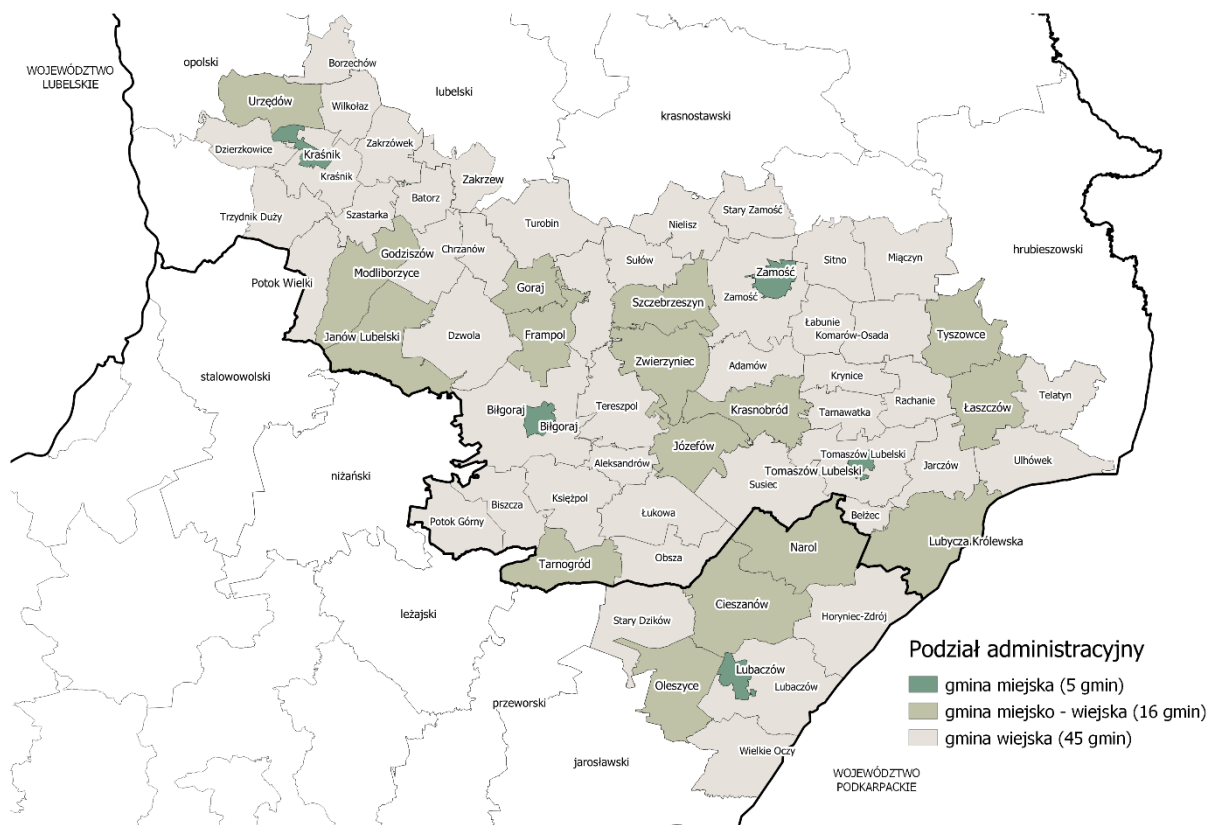 Borzechów
opolski
WOJEWÓDZTWO
LUBELSKIE
lubelski
Urzędów
Wilkołaz
krasnostawski
Zakrzówek
Dzierzkowice
Kraśnik
Kraśnik
Zakrzew
Batorz
Trzydnik Duży
Szastarka
Turobin
Nielisz
Stary Zamość
Godziszów
Chrzanów
hrubieszowski
Sułów
Zamość
Sitno
Miączyn
Modliborzyce
Potok Wielki
Goraj
Szczebrzeszyn
Zamość
Janów Lubelski
Dzwola
Frampol
Łabunie
Komarów-Osada
Tyszowce
Zwierzyniec
Adamów
stalowowolski
Krynice
Telatyn
Biłgoraj
Biłgoraj
Tereszpol
Krasnobród
Rachanie
Łaszczów
Tarnawatka
Józefów
Tomaszów Lubelski
Ulhówek
Aleksandrów
Tomaszów Lubelski
Jarczów
niżański
Susiec
Księżpol
Biszcza
Łukowa
Bełżec
Potok Górny
Lubycza Królewska
Narol
Obsza
Tarnogród
Cieszanów
leżajski
Stary Dzików
Horyniec-Zdrój
Podział administracyjny
Lubaczów
gmina miejska (5 gmin)
Oleszyce
Lubaczów
przeworski
gmina miejsko - wiejska (16 gmin)
gmina wiejska (45 gmin)
Wielkie Oczy
jarosławski
WOJEWÓDZTWO
PODKARPACKIE